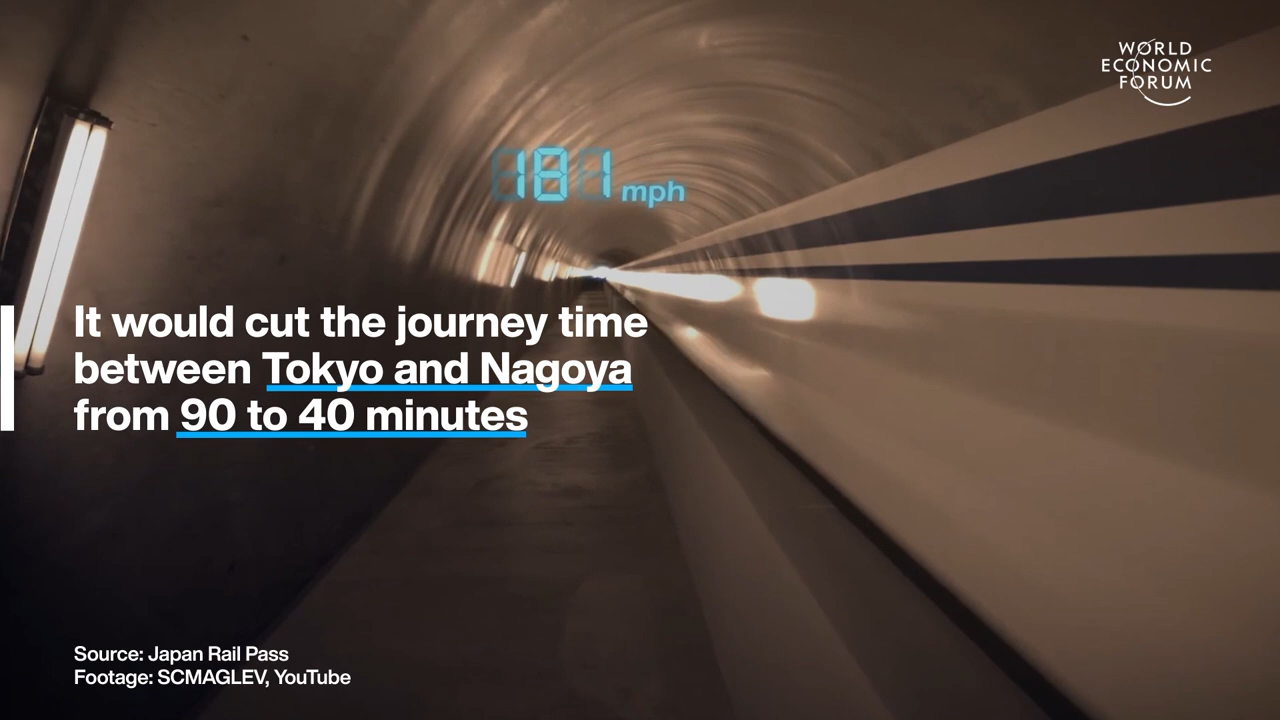 WORLD
ECONOMIC
FORUM
181 mph
It would cut the journey time
between Tokyo and Nagoya
from 90 to 40 minutes
Source: Japan Rail Pass
Footage: SCMAGLEV, YouTube